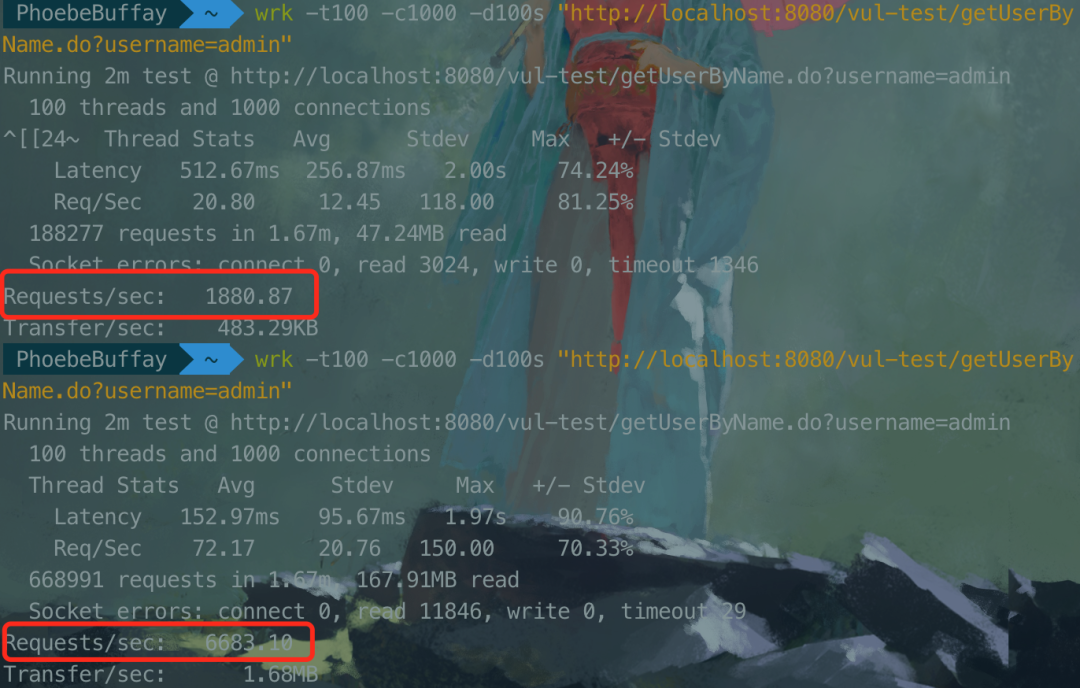 PhoebeBuffay ~ wrk -t100 -c1000 -d100s "http://localhost:8080/vul-test/getUserBy
Name.do?username=admin"
Running 2m test @ http://localhost:8080/vul-test/getUserByName.do?username=admin
100 threads and 1000 connections
^[[24~ Thread Stats Avg Stdev Max +/- Stdev
Latency 512.67ms 256.87ms 2.00s 74.24%
Req/Sec 20.80 12.45 118.00 81.25%
188277 requests in 1.67m, 47.24MB read
Socket errors: connect 0, read 3024, write 0, timeout 1346
Requests/sec: 1880.87
Transfer/sec: 483.29KB
PhoebeBuffay ~ wrk -t100 -c1000 -d100s "http://localhost:8080/vul-test/getUserBy
Name.do?username=admin"
Running 2m test @ http://localhost:8080/vul-test/getUserByName.do?username=admin
100 threads and 1000 connections
Thread Stats Avg Stdev Max +/- Stdev
Latency 152.97ms 95.67ms 1.97s 90.76%
Req/Sec 72.17 20.76 150.00 70.33%
668991 requests in 1.67m, 167.91MB read
Socket errors: connect 0, read 11846, write 0, timeout 29
Requests/sec: 6683.10
Transfer/sec: 1.68MB